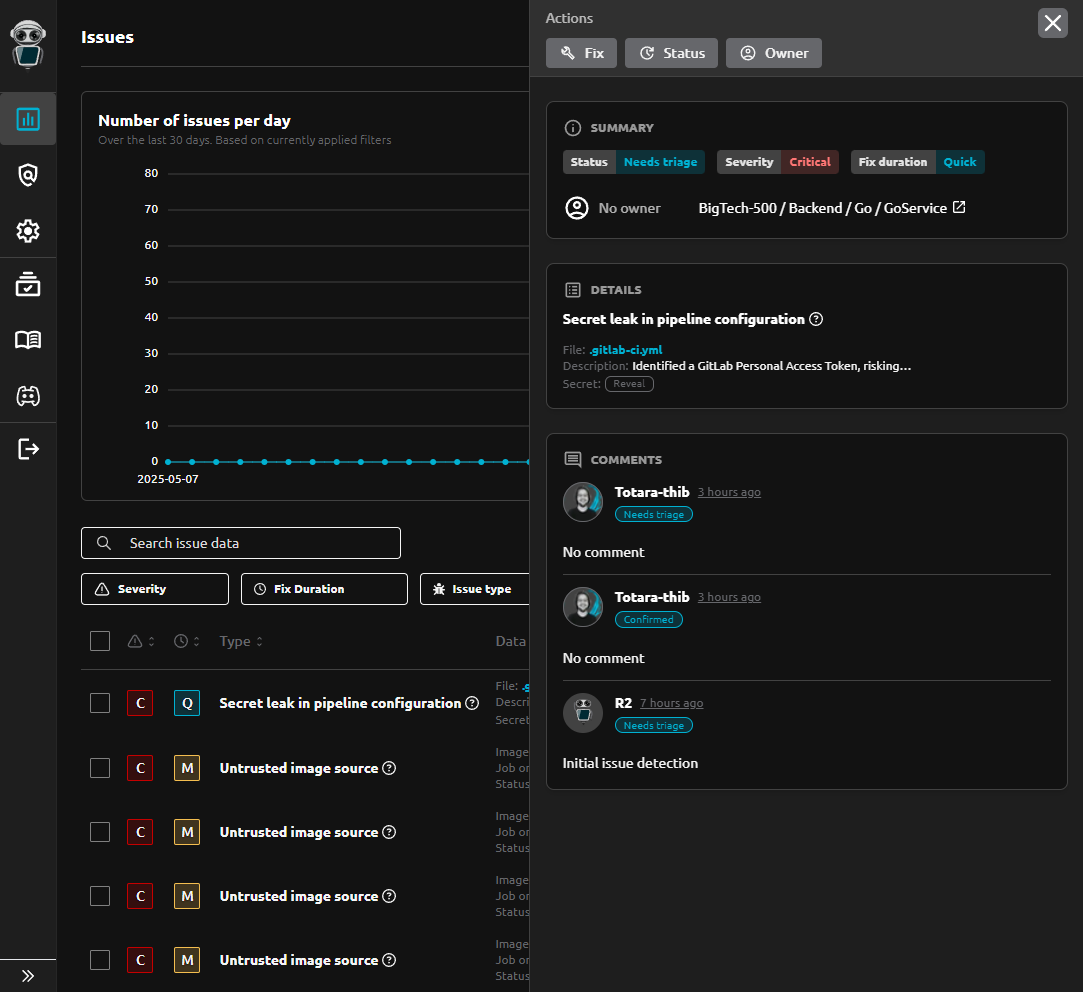 Issues
Number of issues per day
Over the last 30 days. Based on currently applied filters
80
70
60
50
40
30
20
10
0
2025-05-07
Search issue data
Severity
Fix Duration
Issue type
Type
Data
C
Q
Secret leak in pipeline configuration
File: .g
Descri
Secret
C
M
Untrusted image source
Image
Job or
Status
C
M
Untrusted image source
Image
Job or
Status
C
M
Untrusted image source
Image
Job or
Status
C
M
Untrusted image source
Image
Job or
Status
Actions
Fix
Status
Owner
SUMMARY
Status Needs triage
Severity Critical
Fix duration Quick
No owner
BigTech-500 / Backend / Go / GoService
DETAILS
Secret leak in pipeline configuration
File: .gitlab-ci.yml
Description: Identified a GitLab Personal Access Token, risking...
Secret: Reveal
COMMENTS
Totara-thib 3 hours ago
Needs triage
No comment
Totara-thib 3 hours ago
Confirmed
No comment
R2 7 hours ago
Needs triage
Initial issue detection